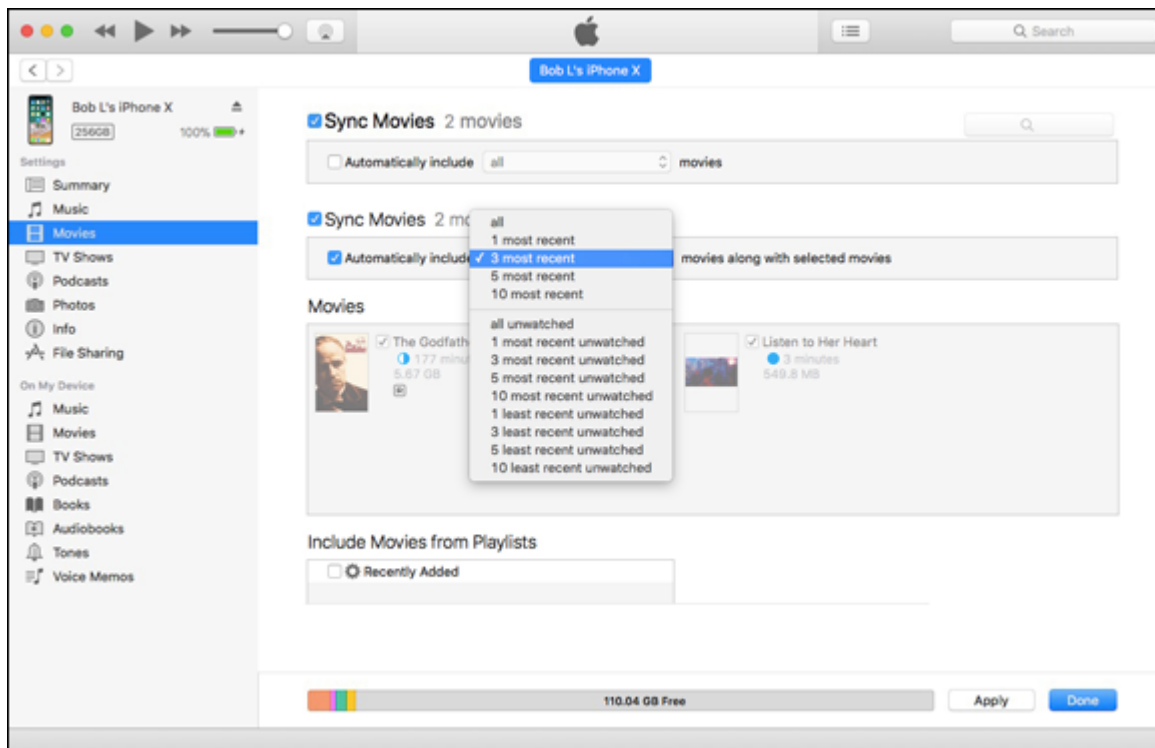 Search
Bob L's iPhone X
Bob L's iPhone X
256GB 100%
Settings
Summary
Music
Movies
TV Shows
Podcasts
Photos
Info
File Sharing
On My Device
Music
Movies
TV Shows
Podcasts
Books
Audiobooks
Tones
Voice Memos
Sync Movies 2 movies
Automatically include all movies
Sync Movies 2 mo
Automatically include 3 most recent movies along with selected movies
all
1 most recent
5 most recent
10 most recent
all unwatched
1 most recent unwatched
3 most recent unwatched
5 most recent unwatched
10 most recent unwatched
1 least recent unwatched
3 least recent unwatched
5 least recent unwatched
10 least recent unwatched
Movies
The Godfath
177 minu
5.67 GB
Listen to Her Heart
3 minutes
549.8 MB
Include Movies from Playlists
Recently Added
110.04 GB Free
Apply Done